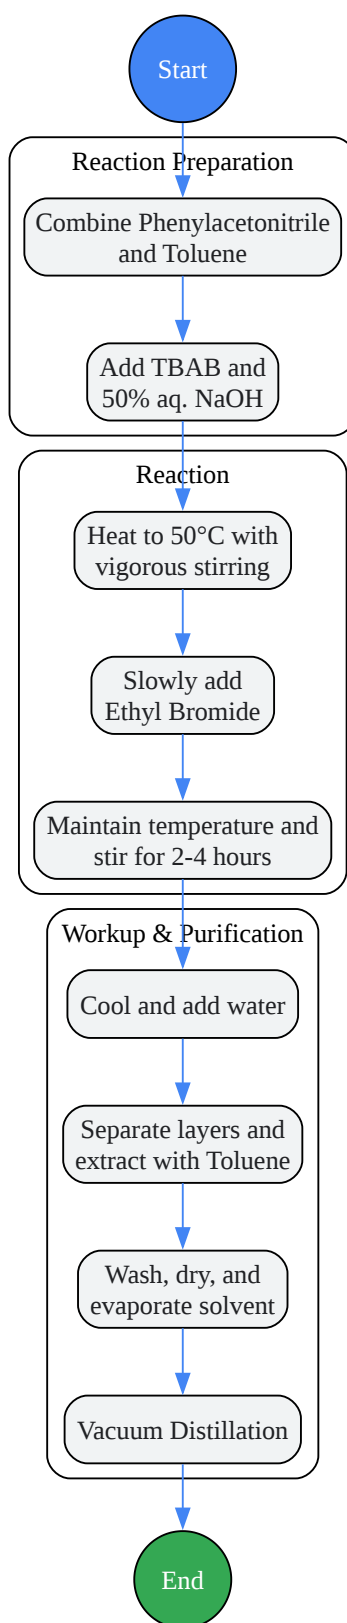 Start
Reaction Preparation
Combine Phenylacetonitrile
and Toluene
Add TBAB and
50% aq. NaOH
Reaction
Heat to 50°C with
vigorous stirring
Slowly add
Ethyl Bromide
Maintain temperature and
stir for 2-4 hours
Workup & Purification
Cool and add water
Separate layers and
extract with Toluene
Wash, dry, and
evaporate solvent
Vacuum Distillation
End